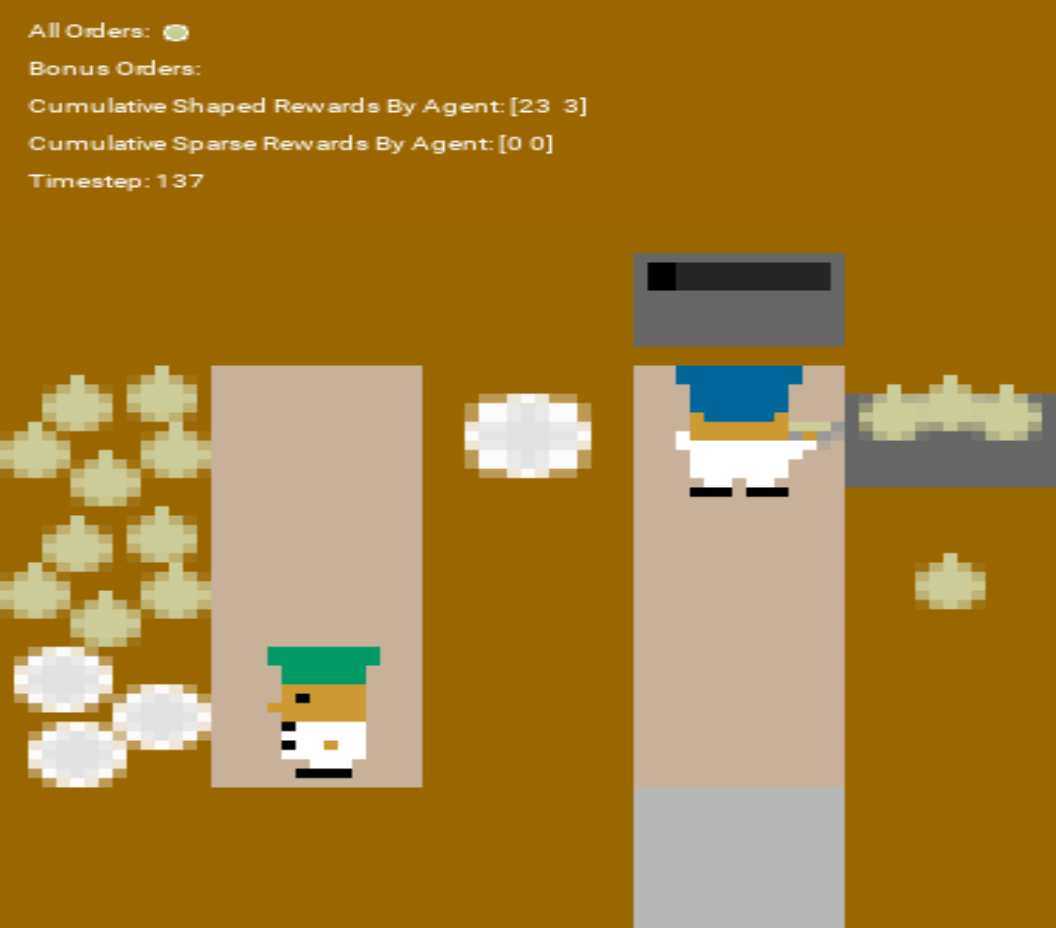 All Orders:
Bonus Orders:
Cumulative Shaped Rewards By Agent: [23 3]
Cumulative Sparse Rewards By Agent: [0 0]
Timestep: 137